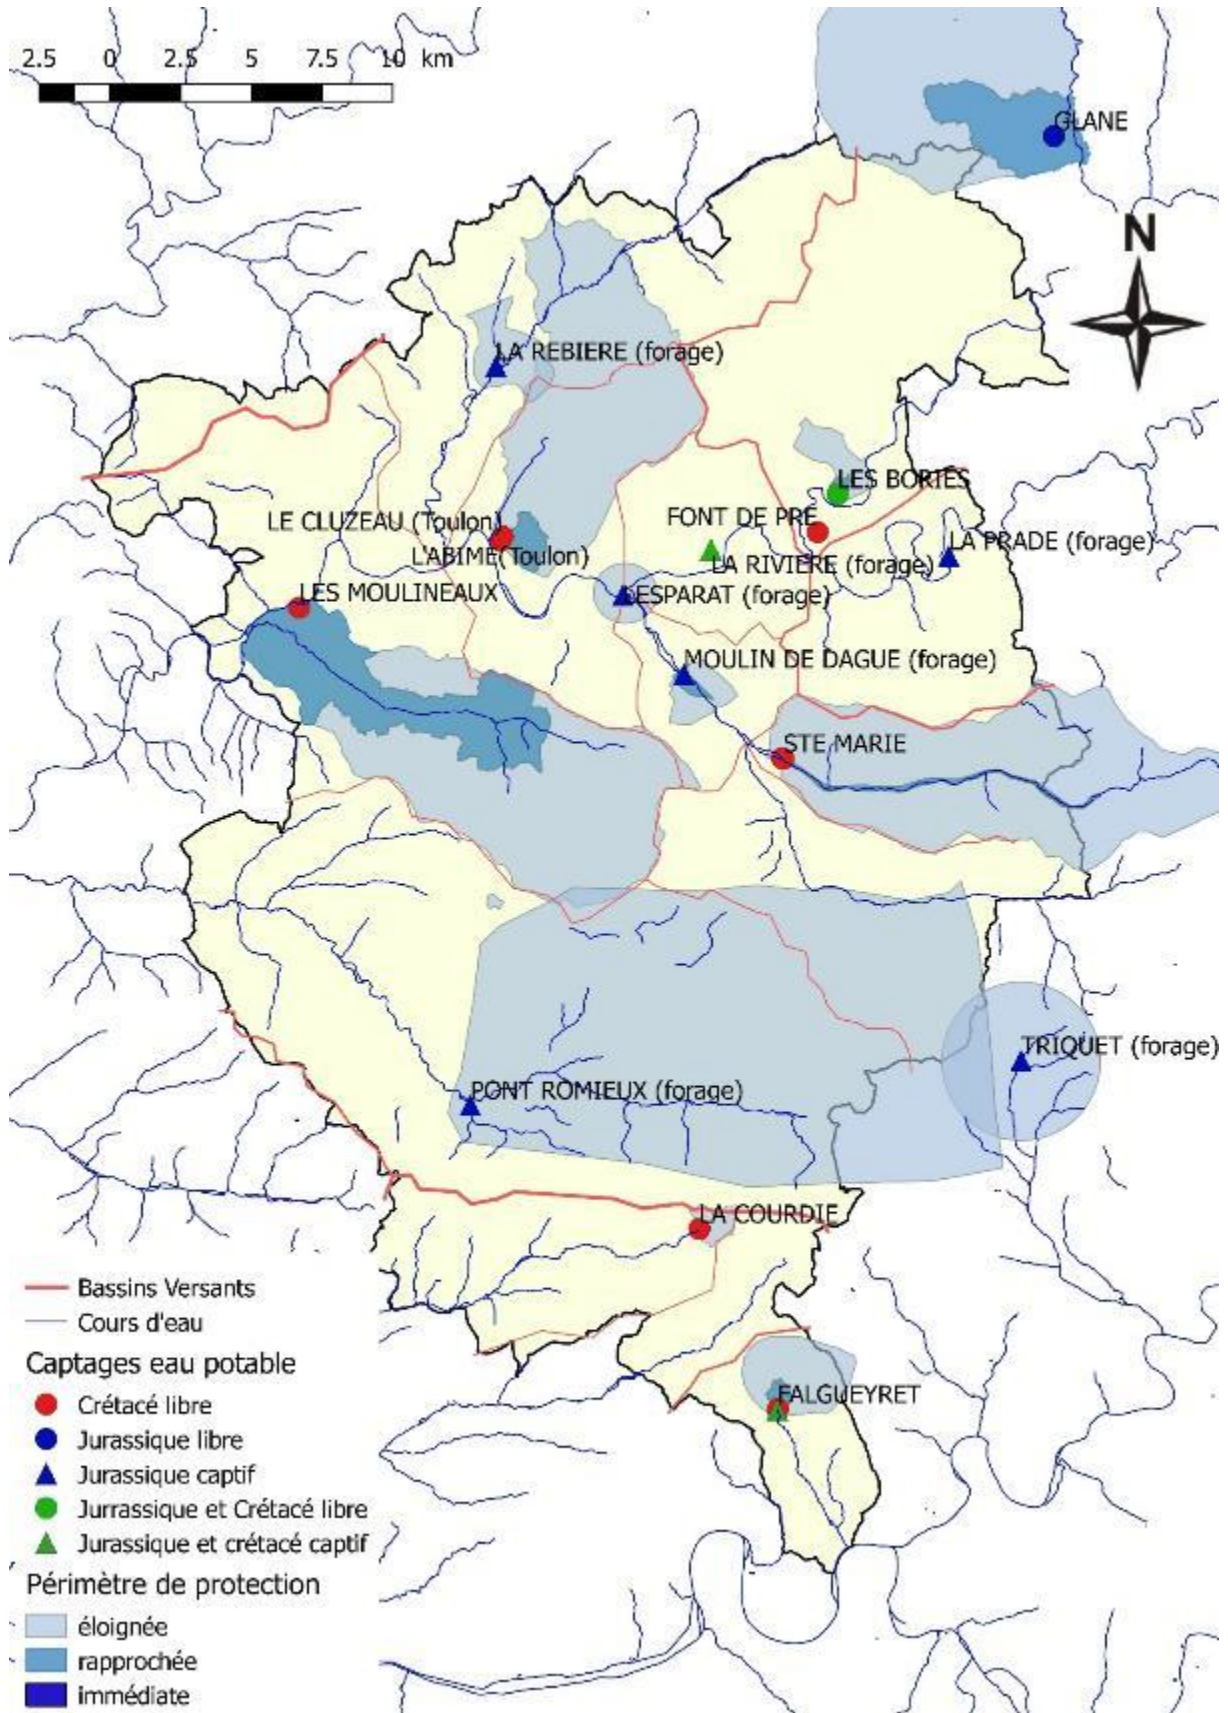 2.5 0 2.5 5 7.5 10 km
GLANE
N
LA REBIERE (forage)
LES BORIES
LE CLUZEAU (Toulon)
FONT DE PRE
L'ABIME(Toulon)
LA PRADE (forage)
LA RIVIERE (forage)
LES MOULINEAUX
LESPARAT (forage)
MOULIN DE DAGUE (forage)
STE MARIE
TRIQUET (forage)
PONT ROMIEUX (forage)
LA COURDIE
FALGUEYRET
Bassins Versants
Cours d'eau
Captages eau potable
Crétacé libre
Jurassique libre
Jurassique captif
Jurrassique et Crétacé libre
Jurassique et crétacé captif
Périmètre de protection
éloignée
rapprochée
immédiate